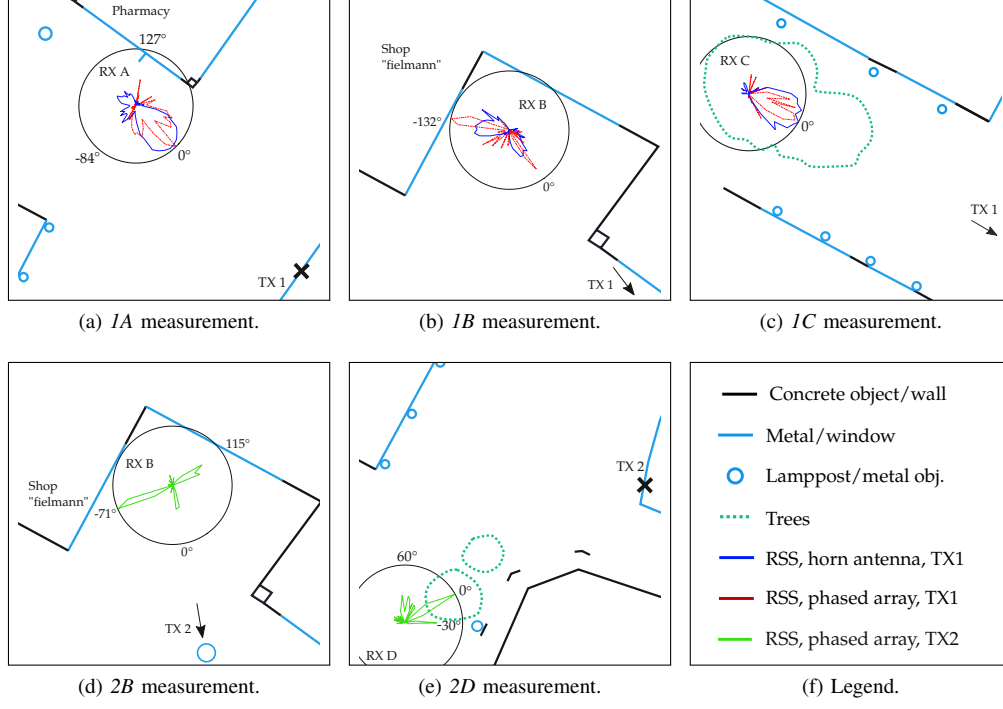 Pharmacy
127°
RX A
-84°
0°
TX 1
(a) 1A measurement.
Shop
"fielmann"
RX B
-132°
0°
TX 1
(b) 1B measurement.
RX C
0°
TX 1
(c) 1C measurement.
115°
RX B
Shop
"fielmann"
-71°
0°
TX 2
(d) 2B measurement.
TX 2
60°
0°
-30°
RX D
(e) 2D measurement.
Concrete object/wall
Metal/window
Lamppost/metal obj.
Trees
RSS, horn antenna, TX1
RSS, phased array, TX1
RSS, phased array, TX2
(f) Legend.